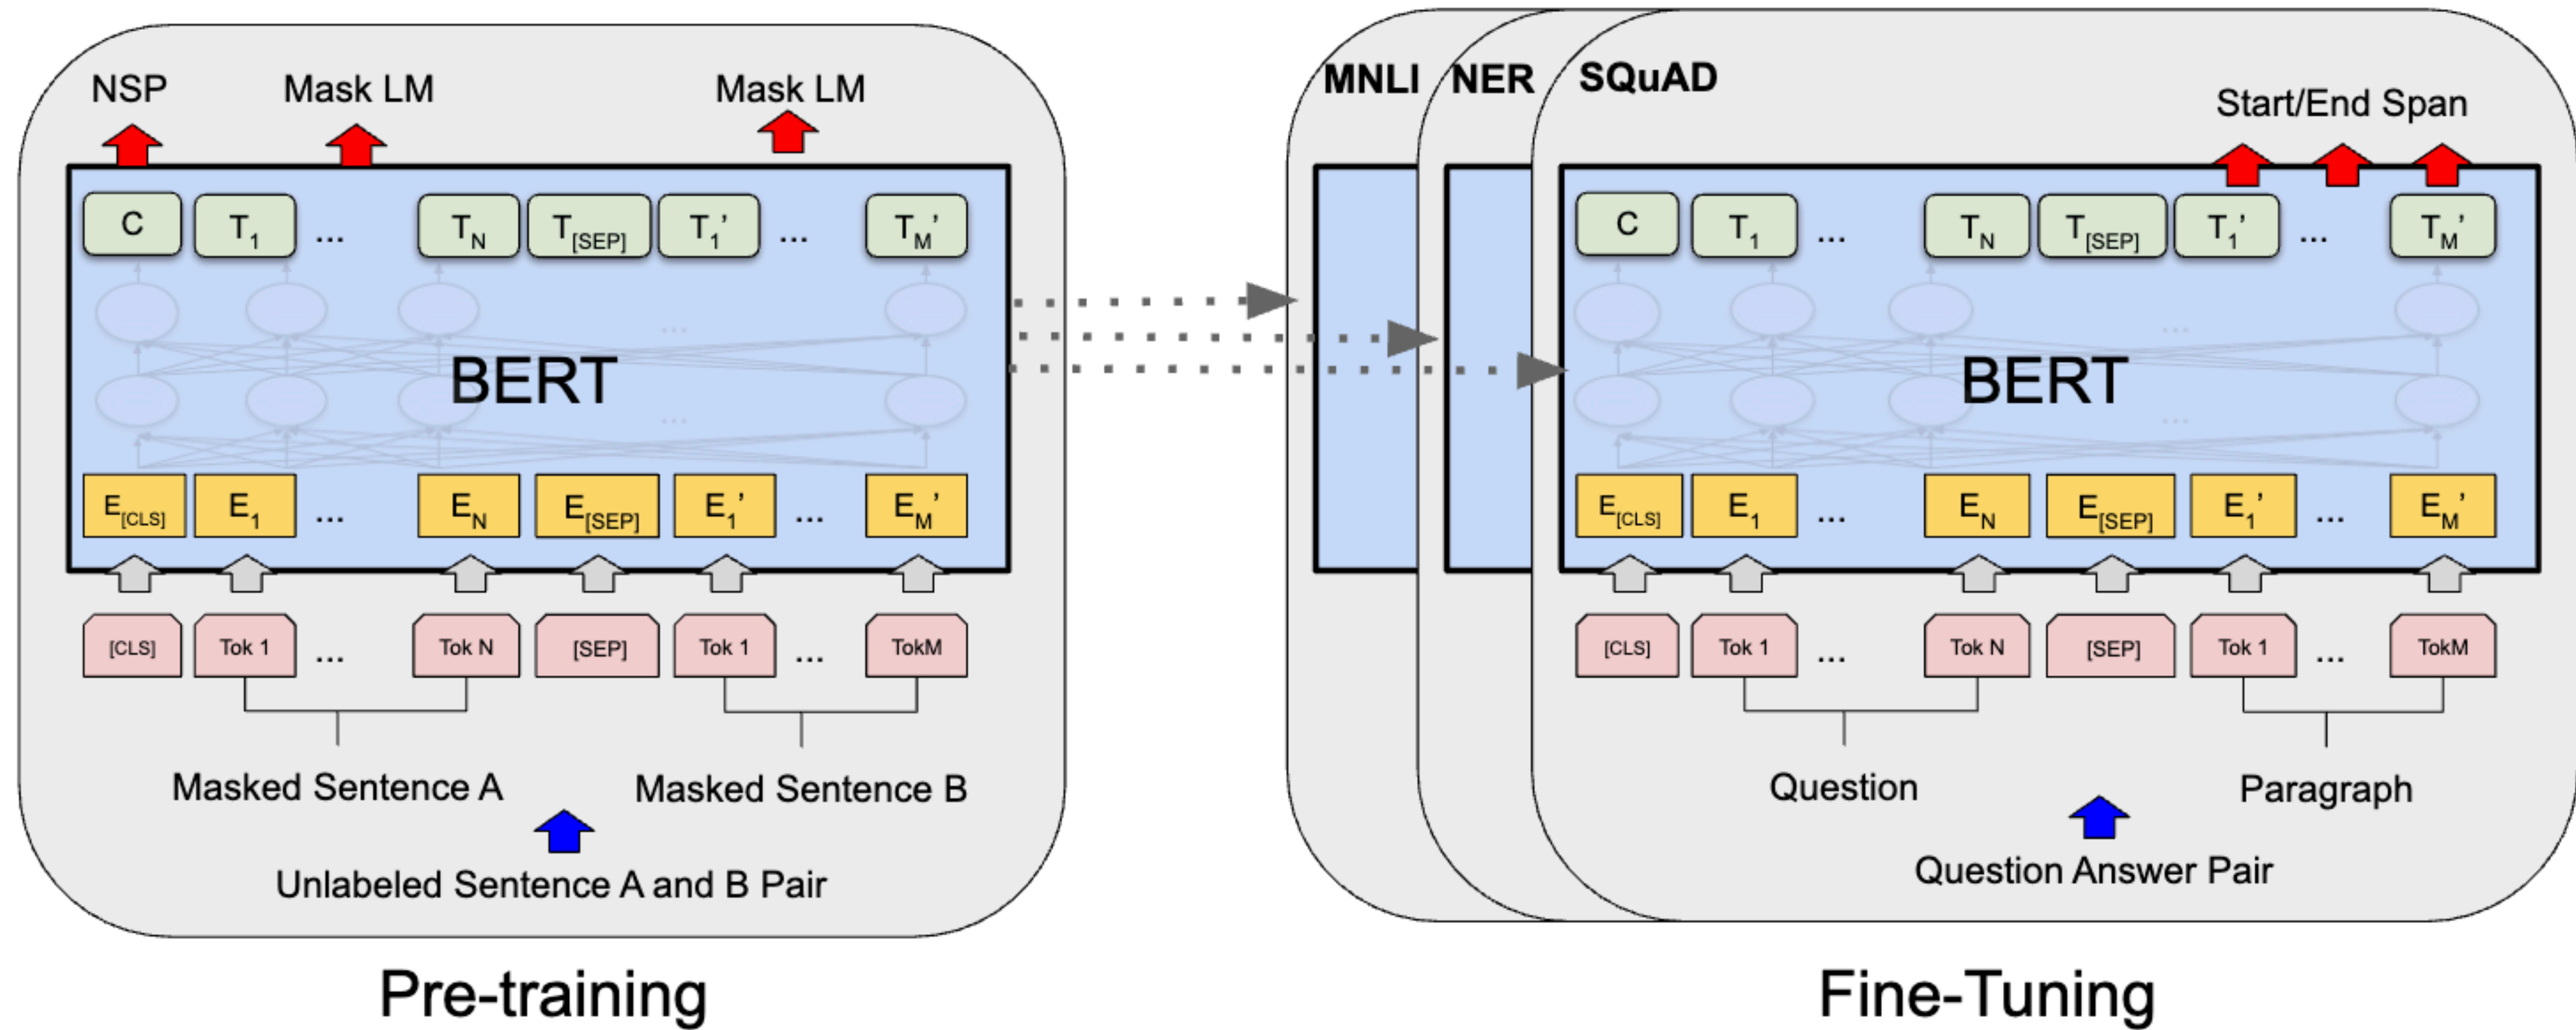 NSP Mask LM Mask LM
C T1 ... TN T[SEP] T1’ ... TM’
BERT
E[CLS] E1 ... EN E[SEP] E1’ ... EM’
[CLS] Tok 1 ... Tok N [SEP] Tok 1 ... TokM
Masked Sentence A Masked Sentence B
Unlabeled Sentence A and B Pair
Pre-training
MNLI NER SQuAD
Start/End Span
C T1 ... TN T[SEP] T1’ ... TM’
BERT
E[CLS] E1 ... EN E[SEP] E1’ ... EM’
[CLS] Tok 1 ... Tok N [SEP] Tok 1 ... TokM
Question Paragraph
Question Answer Pair
Fine-Tuning